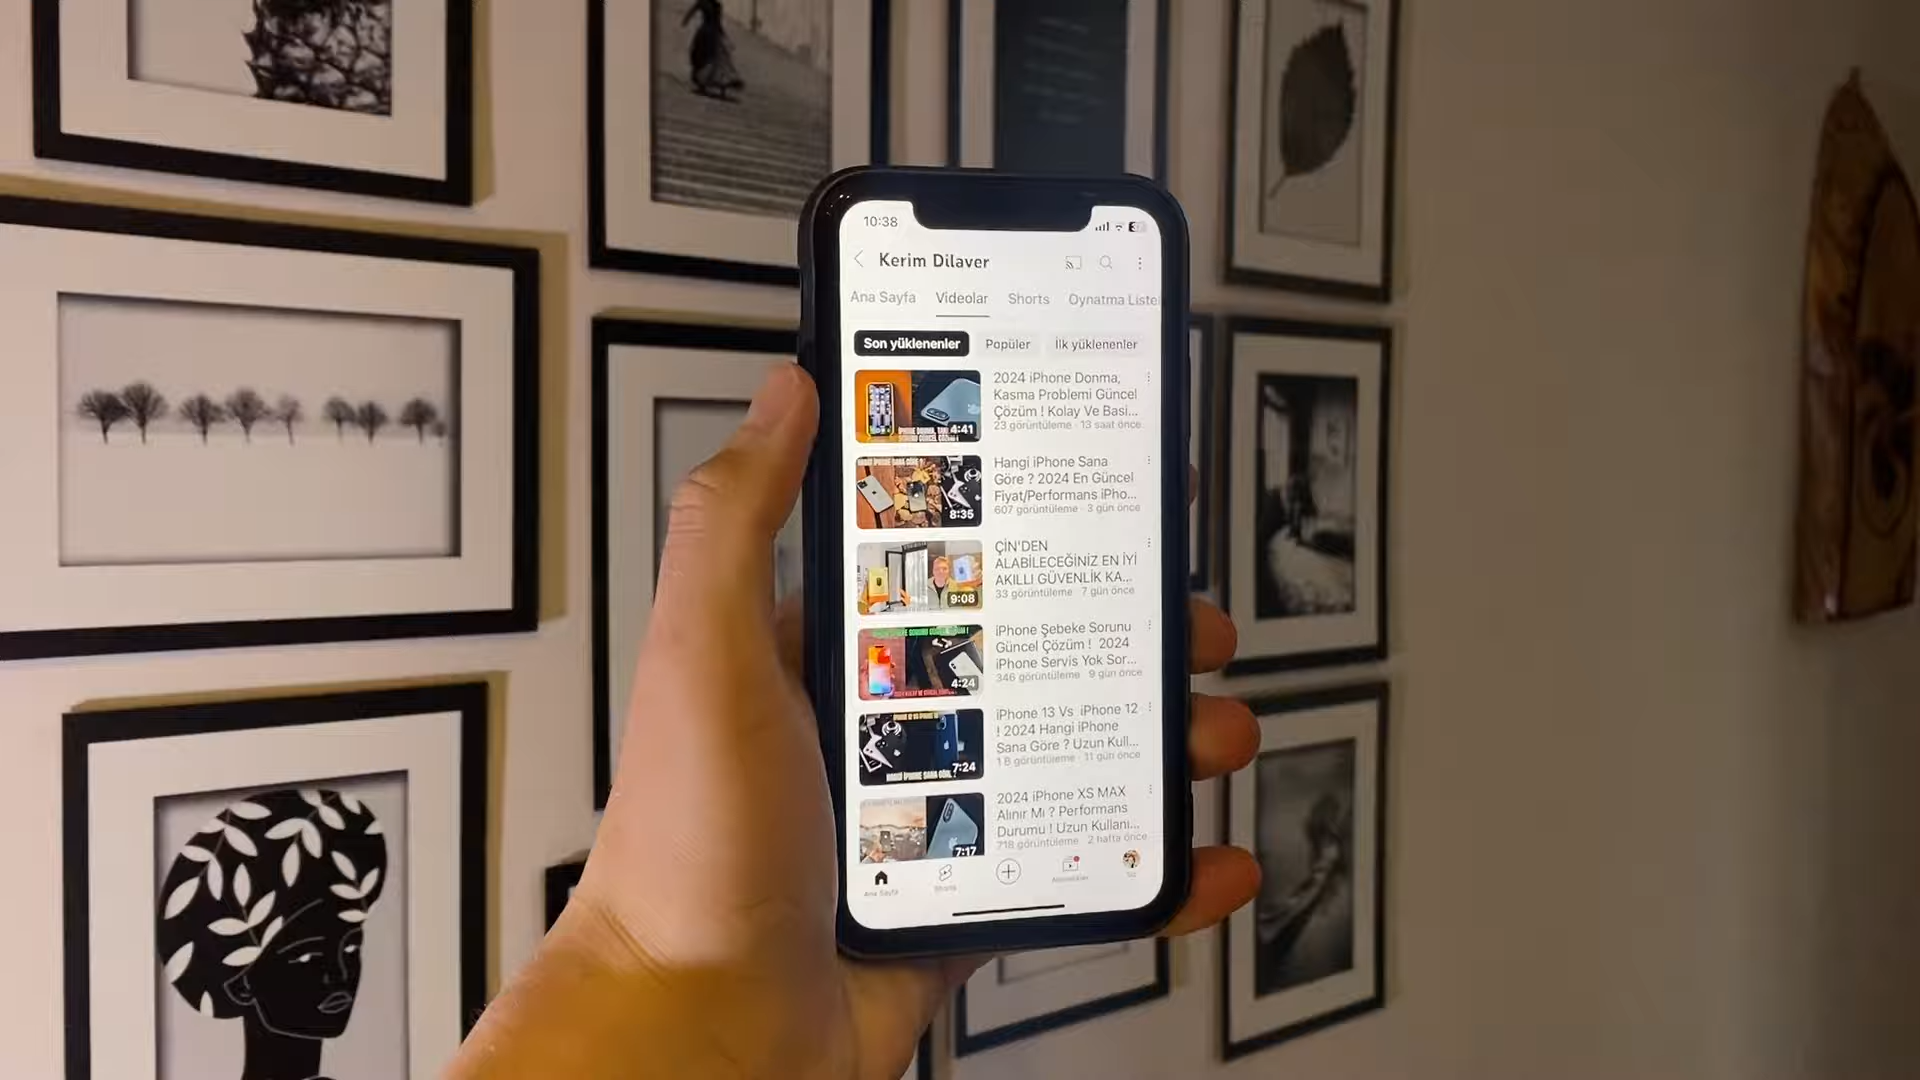 10:38
Kerim Dilaver
Ana Sayfa Videolar Shorts Oynatma Liste
Son yüklenenler Popüler İlk yüklenenler
2024 iPhone Donma,
Kasma Problemi Güncel
Çözüm ! Kolay Ve Basi...
23 görüntüleme · 13 saat önce
4:41
Hangi iPhone Sana
Göre ? 2024 En Güncel
Fiyat/Performans iPho...
607 görüntüleme · 3 gün önce
8:35
ÇİN'DEN
ALABİLECEĞİNİZ EN İYİ
AKILLI GÜVENLİK KA...
33 görüntüleme · 7 gün önce
9:08
iPhone Şebeke Sorunu
Güncel Çözüm ! 2024
iPhone Servis Yok Sor...
346 görüntüleme · 9 gün önce
4:24
iPhone 13 Vs iPhone 12
! 2024 Hangi iPhone
Sana Göre ? Uzun Kull...
1 B görüntüleme · 11 gün önce
7:24
2024 iPhone XS MAX
Alınır Mı ? Performans
Durumu ! Uzun Kullanı...
718 görüntüleme · 2 hafta önce
7:17
Ana Sayfa Shorts